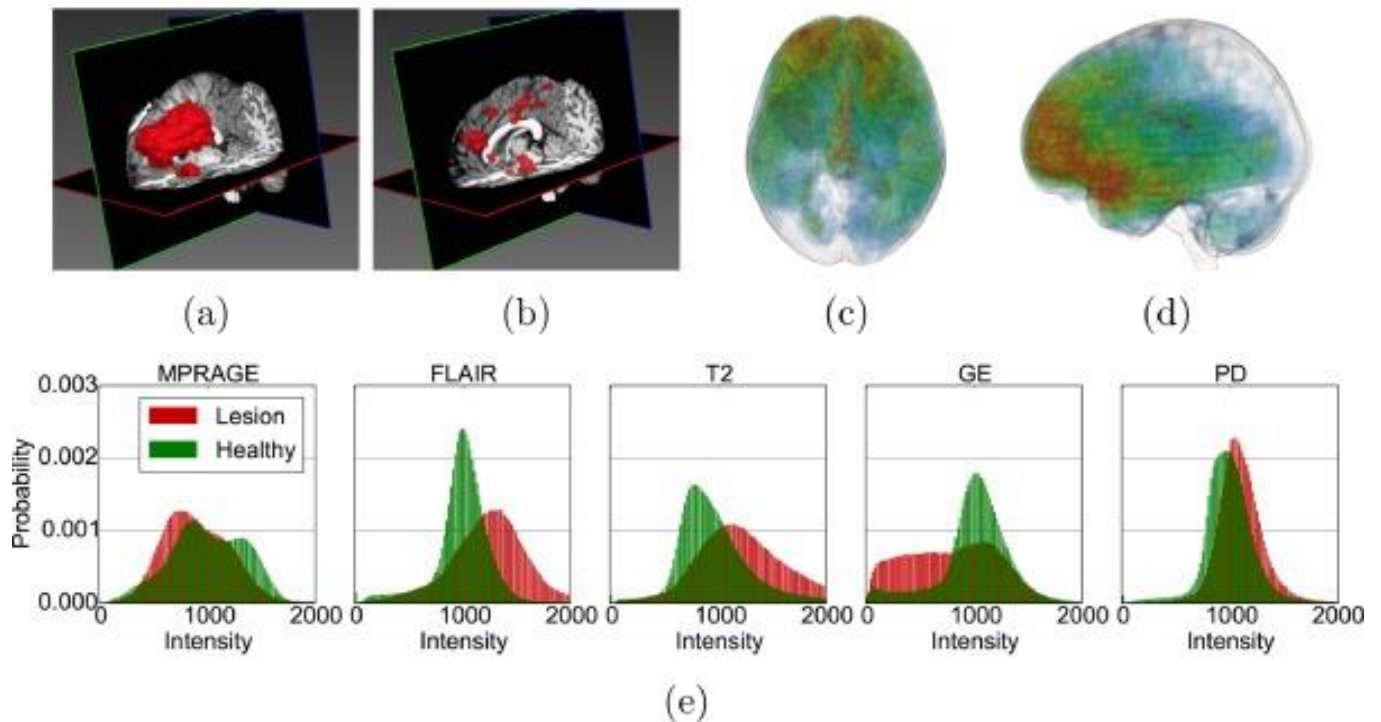 (a) (b) (c) (d)
MPRAGE FLAIR T2 GE PD
0.003
Lesion
Healthy
0.002
0.001
0.000
Probability
0 1000 2000 0 1000 2000 0 1000 2000 0 1000 2000 0 1000 2000
Intensity Intensity Intensity Intensity Intensity
(e)